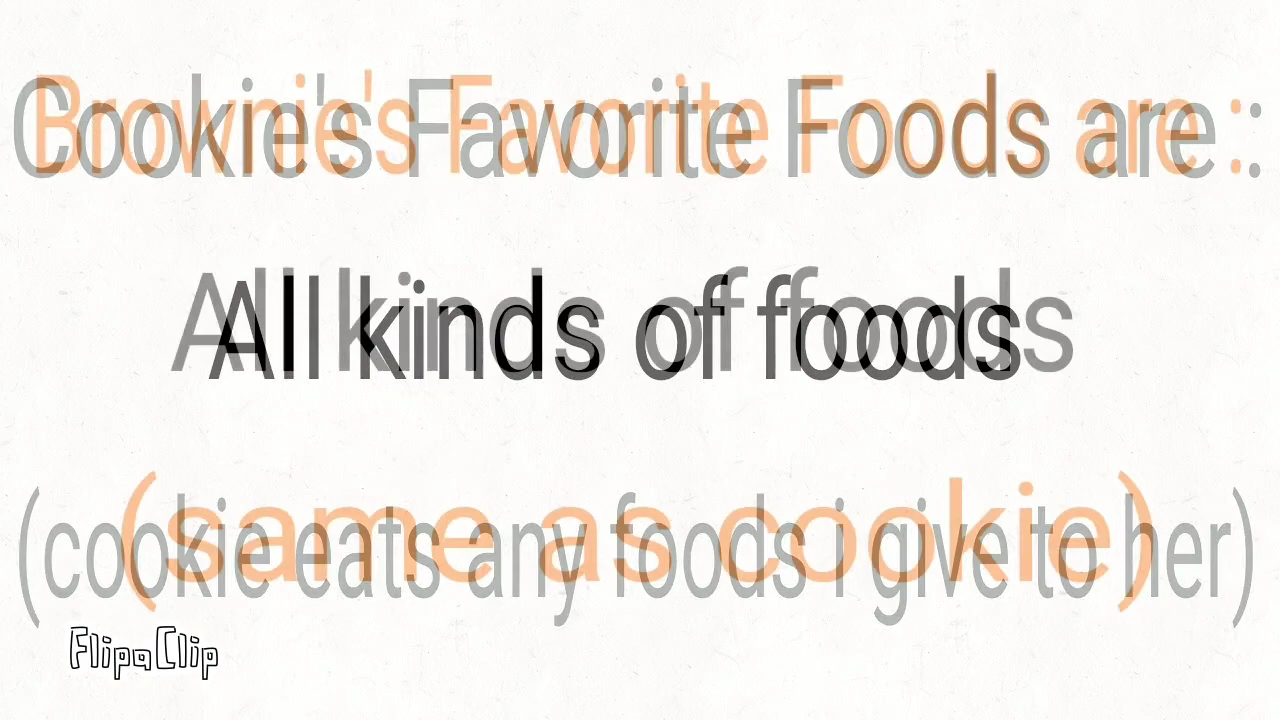 Cookie's Favorite Foods are :
Brownie's Favorite Foods are :
All kinds of foods
All kinds of foods
(cookie eats any foods i give to her)
(same as cookie)
FlipaClip